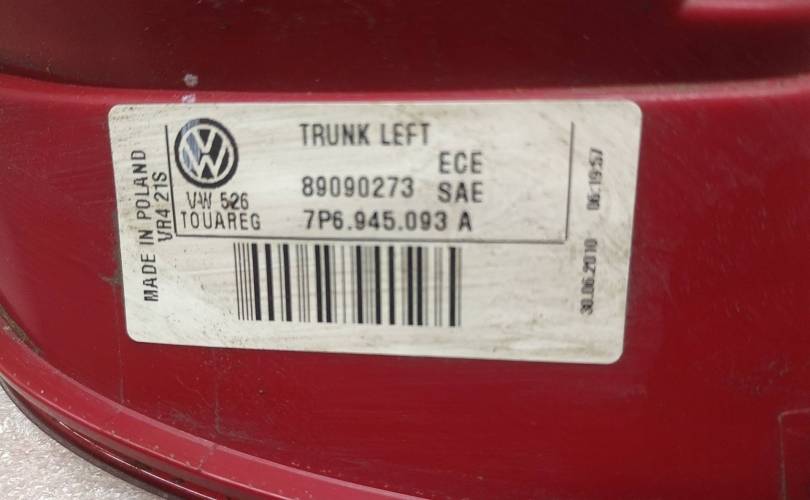 MADE IN POLAND
VR4 21S
VW 526
TOUAREG
TRUNK LEFT
ECE
89090273 SAE
7P6.945.093 A
30.06.2010 06:19:57